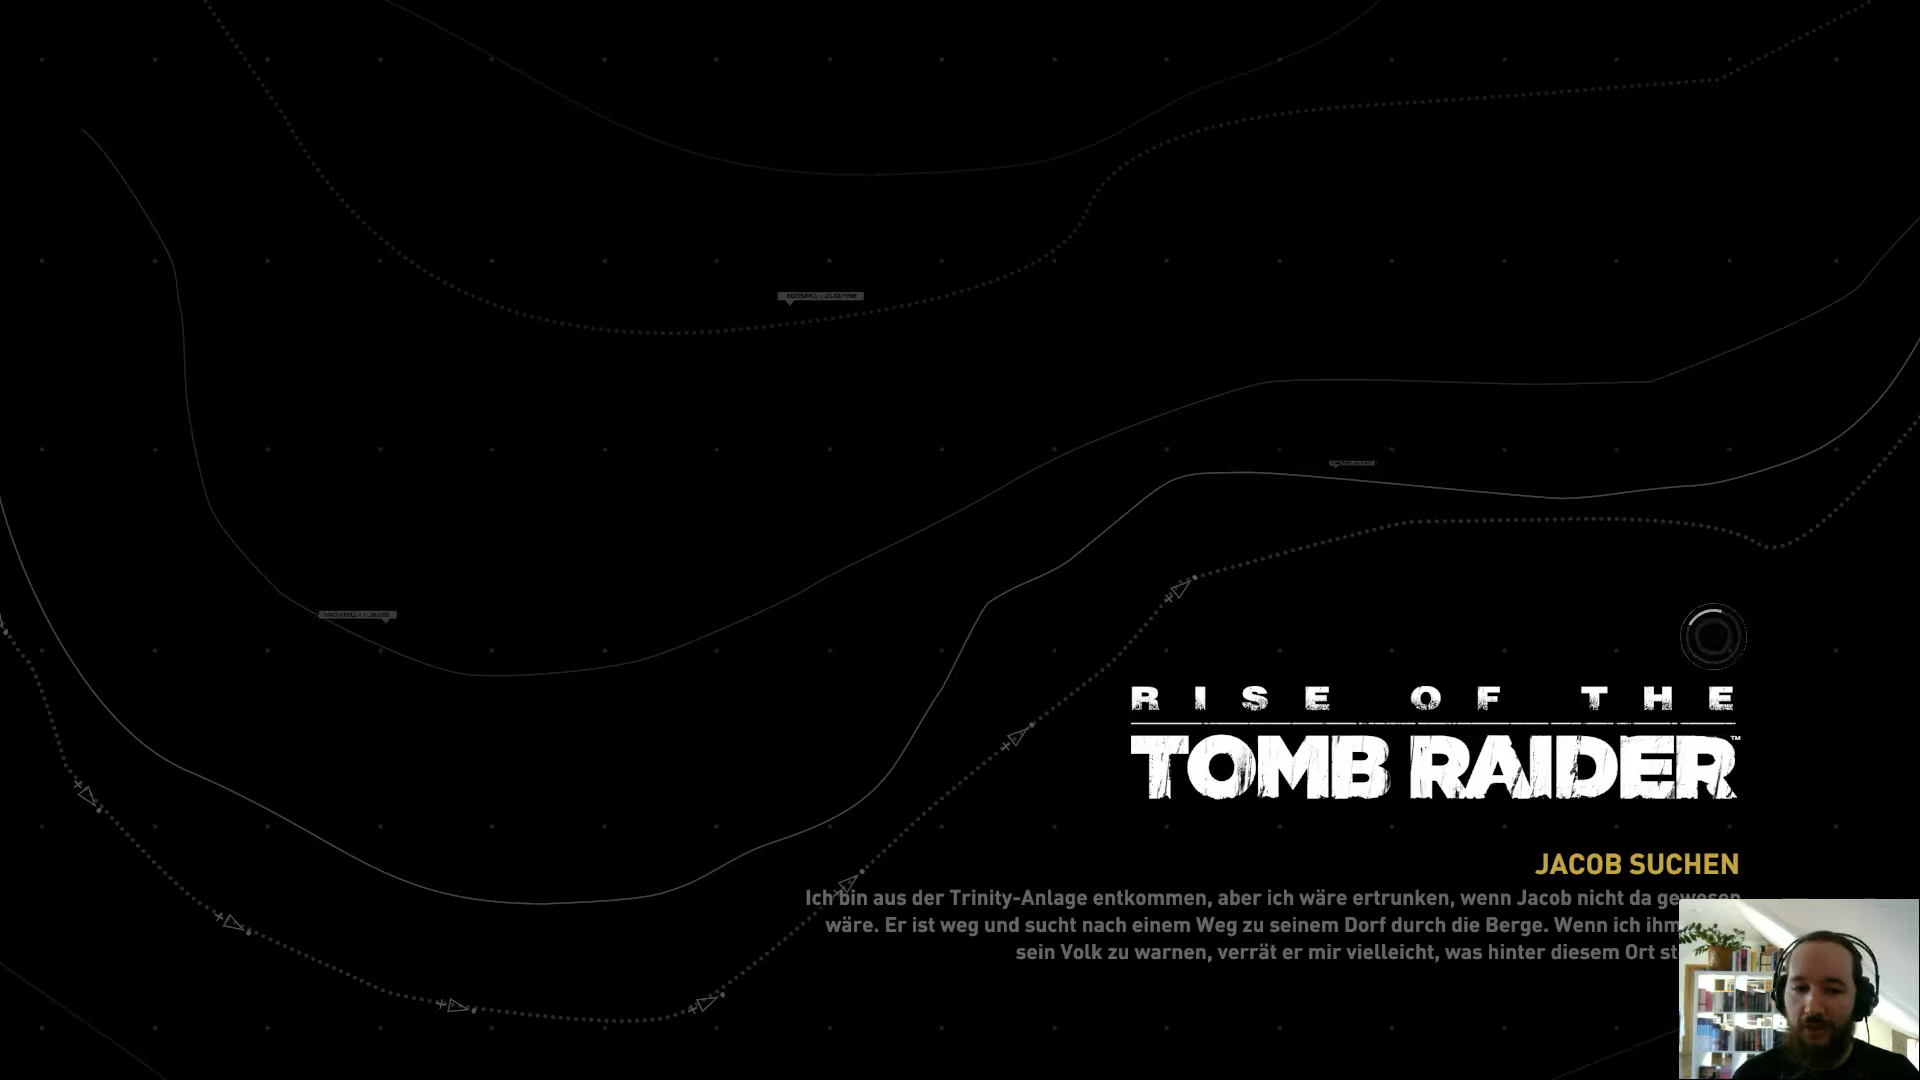 RISE OF THE
TOMB RAIDER™
JACOB SUCHEN
Ich bin aus der Trinity-Anlage entkommen, aber ich wäre ertrunken, wenn Jacob nicht da gewesen
wäre. Er ist weg und sucht nach einem Weg zu seinem Dorf durch die Berge. Wenn ich ihm
sein Volk zu warnen, verrät er mir vielleicht, was hinter diesem Ort